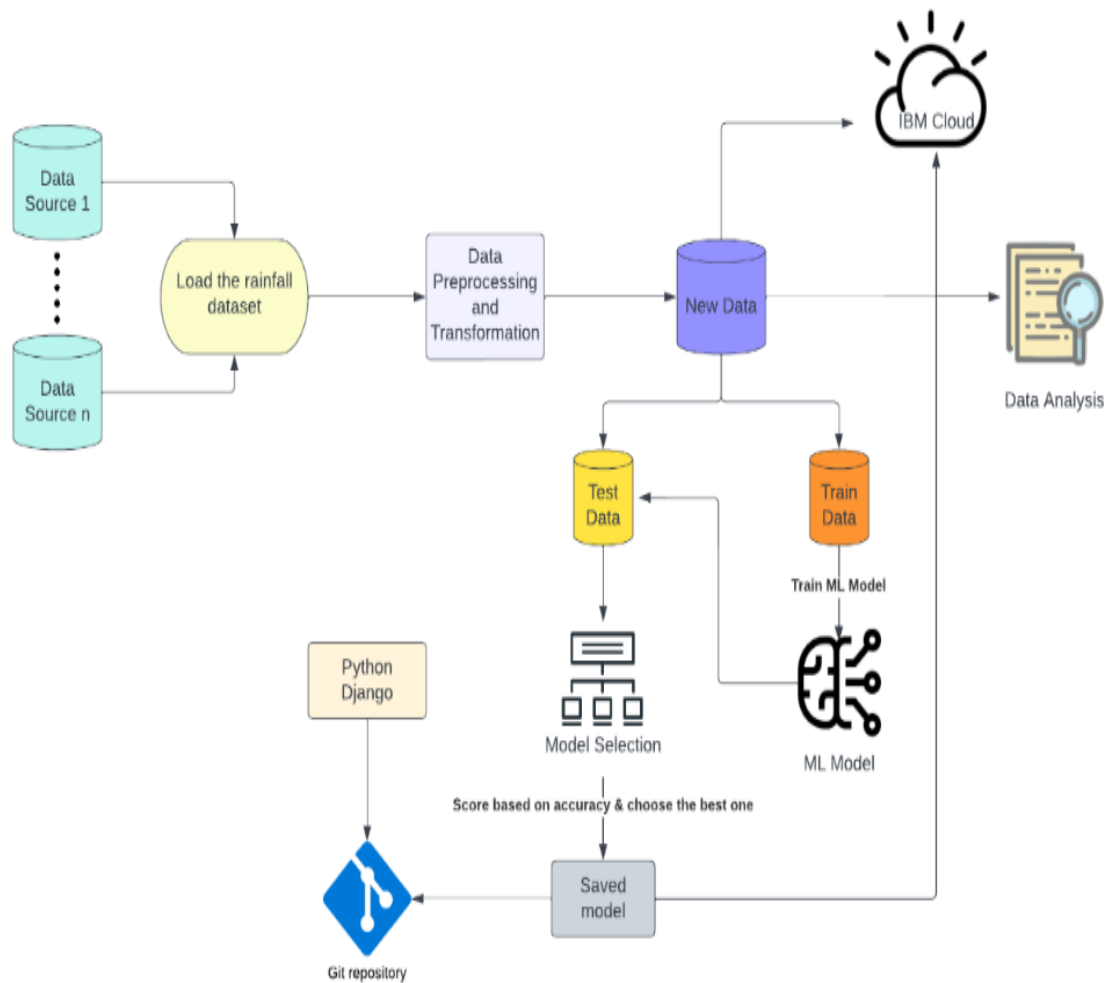 IBM Cloud
Data
Source 1
Load the rainfall
dataset
Data
Preprocessing
and
Transformation
New Data
Data
Source n
Data Analysis
Test
Data
Train
Data
Train ML Model
Python
Django
Model Selection
ML Model
Score based on accuracy & choose the best one
Saved
model
Git repository